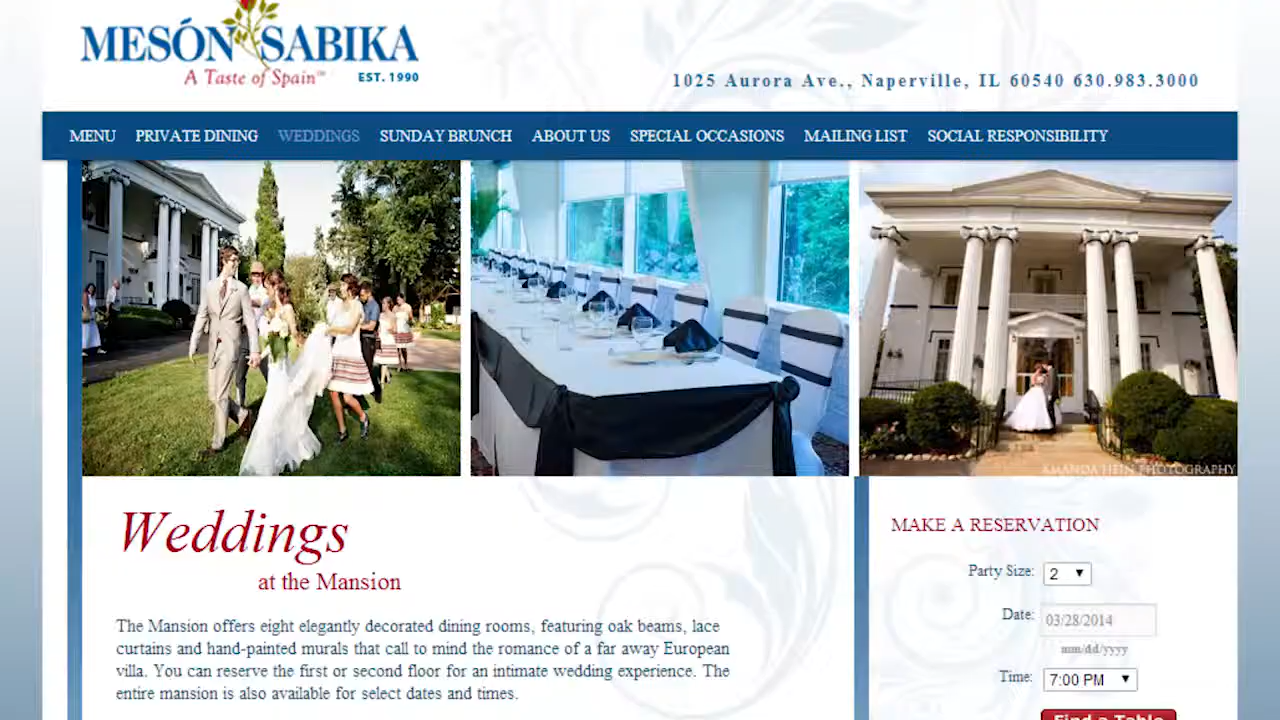 MESÓN SABIKA
A Taste of Spain™ EST. 1990
1025 Aurora Ave., Naperville, IL 60540 630.983.3000
MENU PRIVATE DINING WEDDINGS SUNDAY BRUNCH ABOUT US SPECIAL OCCASIONS MAILING LIST SOCIAL RESPONSIBILITY
AMANDA HEIN PHOTOGRAPHY
Weddings
at the Mansion
The Mansion offers eight elegantly decorated dining rooms, featuring oak beams, lace
curtains and hand-painted murals that call to mind the romance of a far away European
villa. You can reserve the first or second floor for an intimate wedding experience. The
entire mansion is also available for select dates and times.
MAKE A RESERVATION
Party Size: 2
Date: 03/28/2014
mm/dd/yyyy
Time: 7:00 PM
Find a Table